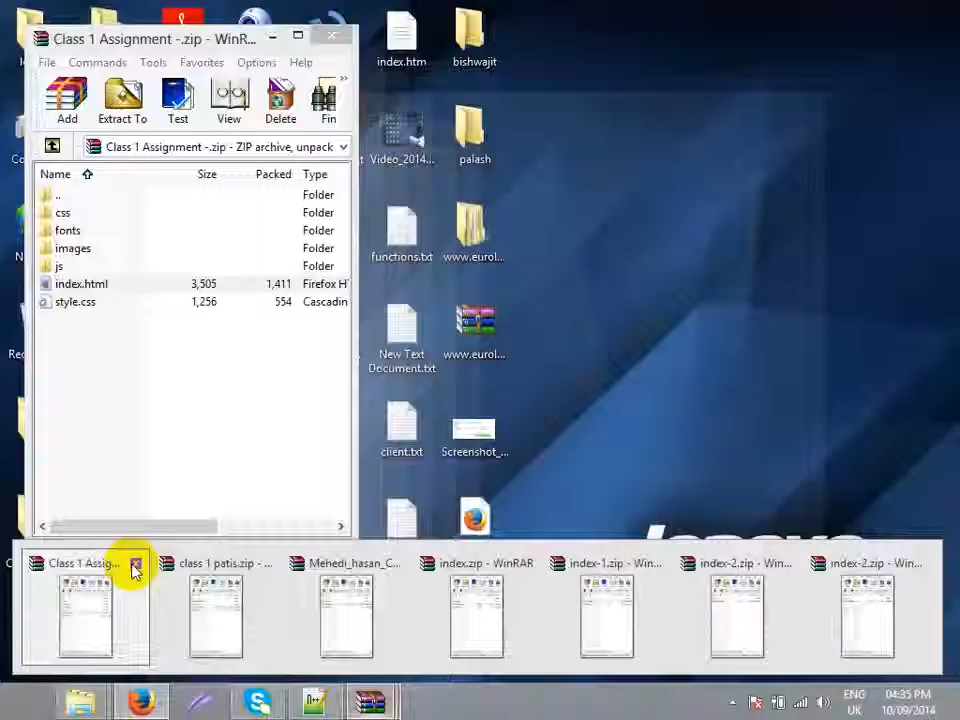 Class 1 Assignment -.zip - WinR...
File Commands Tools Favorites Options Help
Add Extract To Test View Delete Fin
Class 1 Assignment -.zip - ZIP archive, unpack
Name Size Packed Type
.. Folder
css Folder
fonts Folder
images Folder
js Folder
index.html 3,505 1,411 Firefox H
style.css 1,256 554 Cascadin
index.htm
bishwajit
Video_2014...
palash
functions.txt
www.eurol...
New Text
Document.txt
www.eurol...
client.txt
Screenshot_...
Class 1 Assig...
class 1 patis.zip - ...
Mehedi_hasan_C...
index.zip - WinRAR
index-1.zip - Win...
index-2.zip - Win...
index-2.zip - Win...
ENG
UK
04:35 PM
10/09/2014